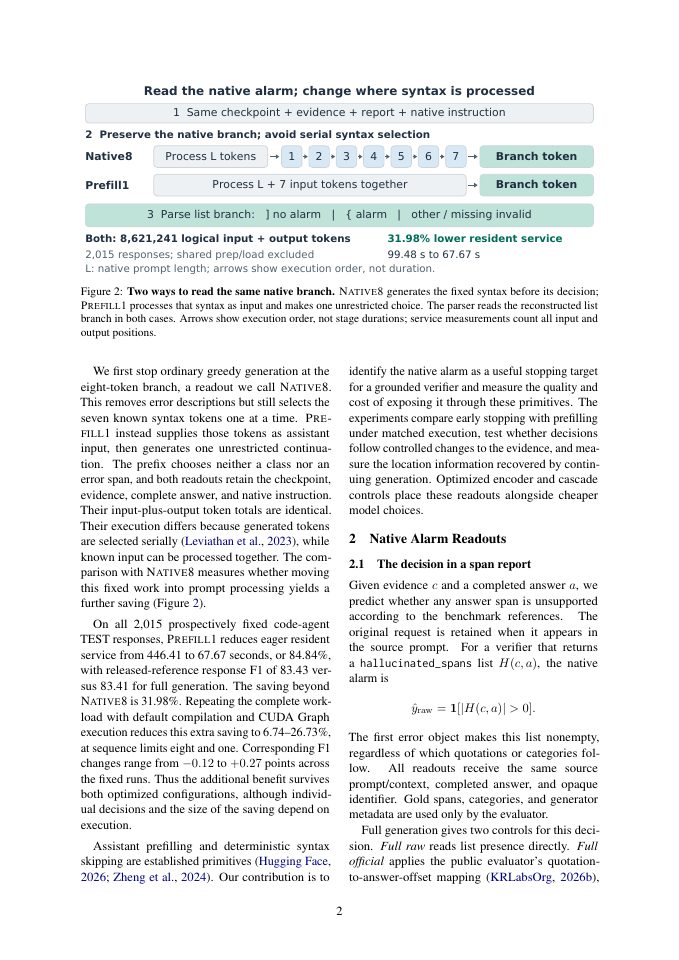 Read the native alarm; change where syntax is processed
1 Same checkpoint + evidence + report + native instruction
2 Preserve the native branch; avoid serial syntax selection
Native8 Process L tokens → 1 → 2 → 3 → 4 → 5 → 6 → 7 → Branch token
Prefill1 Process L + 7 input tokens together → Branch token
3 Parse list branch: ] no alarm | { alarm | other / missing invalid
Both: 8,621,241 logical input + output tokens 31.98% lower resident service
2,015 responses; shared prep/load excluded 99.48 s to 67.67 s
L: native prompt length; arrows show execution order, not duration.
Figure 2: Two ways to read the same native branch. NATIVE8 generates the fixed syntax before its decision;
PREFILL1 processes that syntax as input and makes one unrestricted choice. The parser reads the reconstructed list
branch in both cases. Arrows show execution order, not stage durations; service measurements count all input and
output positions.
We first stop ordinary greedy generation at the
eight-token branch, a readout we call NATIVE8.
This removes error descriptions but still selects the
seven known syntax tokens one at a time. PRE-
FILL1 instead supplies those tokens as assistant
input, then generates one unrestricted continua-
tion. The prefix chooses neither a class nor an
error span, and both readouts retain the checkpoint,
evidence, complete answer, and native instruction.
Their input-plus-output token totals are identical.
Their execution differs because generated tokens
are selected serially (Leviathan et al., 2023), while
known input can be processed together. The com-
parison with NATIVE8 measures whether moving
this fixed work into prompt processing yields a
further saving (Figure 2).
On all 2,015 prospectively fixed code-agent
TEST responses, PREFILL1 reduces eager resident
service from 446.41 to 67.67 seconds, or 84.84%,
with released-reference response F1 of 83.43 ver-
sus 83.41 for full generation. The saving beyond
NATIVE8 is 31.98%. Repeating the complete work-
load with default compilation and CUDA Graph
execution reduces this extra saving to 6.74–26.73%,
at sequence limits eight and one. Corresponding F1
changes range from −0.12 to +0.27 points across
the fixed runs. Thus the additional benefit survives
both optimized configurations, although individ-
ual decisions and the size of the saving depend on
execution.
Assistant prefilling and deterministic syntax
skipping are established primitives (Hugging Face,
2026; Zheng et al., 2024). Our contribution is to
identify the native alarm as a useful stopping target
for a grounded verifier and measure the quality and
cost of exposing it through these primitives. The
experiments compare early stopping with prefilling
under matched execution, test whether decisions
follow controlled changes to the evidence, and mea-
sure the location information recovered by contin-
uing generation. Optimized encoder and cascade
controls place these readouts alongside cheaper
model choices.
2 Native Alarm Readouts
2.1 The decision in a span report
Given evidence c and a completed answer a, we
predict whether any answer span is unsupported
according to the benchmark references. The
original request is retained when it appears in
the source prompt. For a verifier that returns
a hallucinated_spans list H(c, a), the native
alarm is
ŷraw = 1[|H(c, a)| > 0].
The first error object makes this list nonempty,
regardless of which quotations or categories fol-
low. All readouts receive the same source
prompt/context, completed answer, and opaque
identifier. Gold spans, categories, and generator
metadata are used only by the evaluator.
Full generation gives two controls for this deci-
sion. Full raw reads list presence directly. Full
official applies the public evaluator's quotation-
to-answer-offset mapping (KRLabsOrg, 2026b),
2